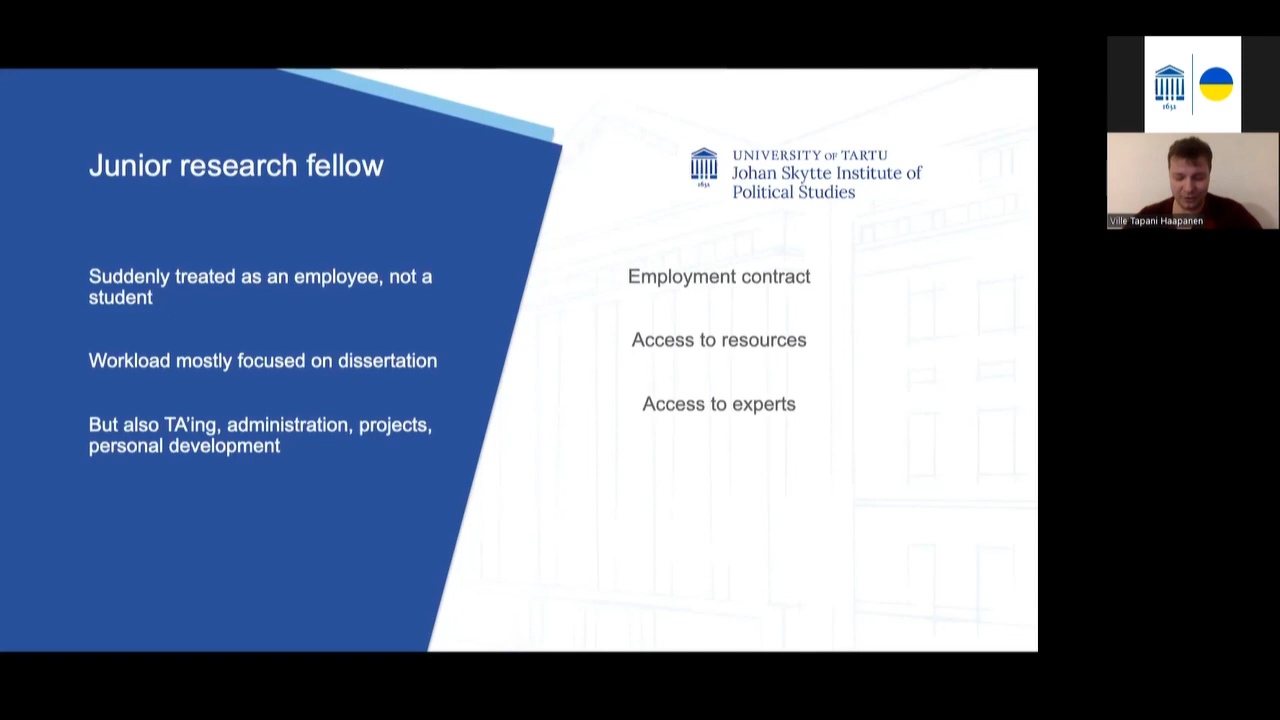 Junior research fellow
Suddenly treated as an employee, not a
student
Workload mostly focused on dissertation
But also TA'ing, administration, projects,
personal development
1632
UNIVERSITY OF TARTU
Johan Skytte Institute of
Political Studies
Employment contract
Access to resources
Access to experts
1632
Ville Tapani Haapanen